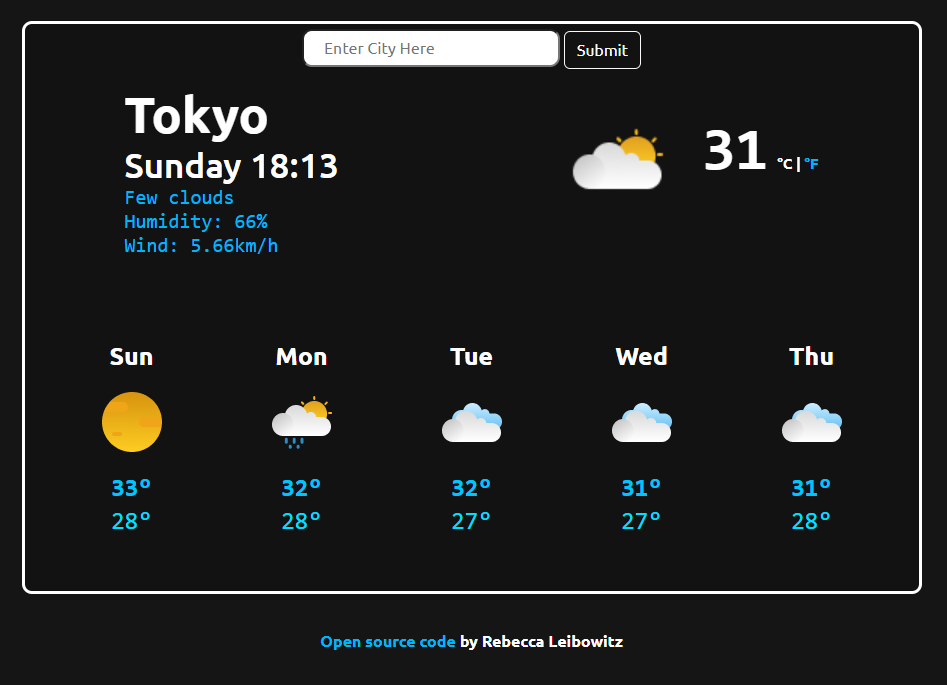 Enter City Here
Submit
Tokyo
Sunday 18:13
Few clouds
Humidity: 66%
Wind: 5.66km/h
31 °C | °F
Sun Mon Tue Wed Thu
33° 32° 32° 31° 31°
28° 28° 27° 27° 28°
Open source code by Rebecca Leibowitz